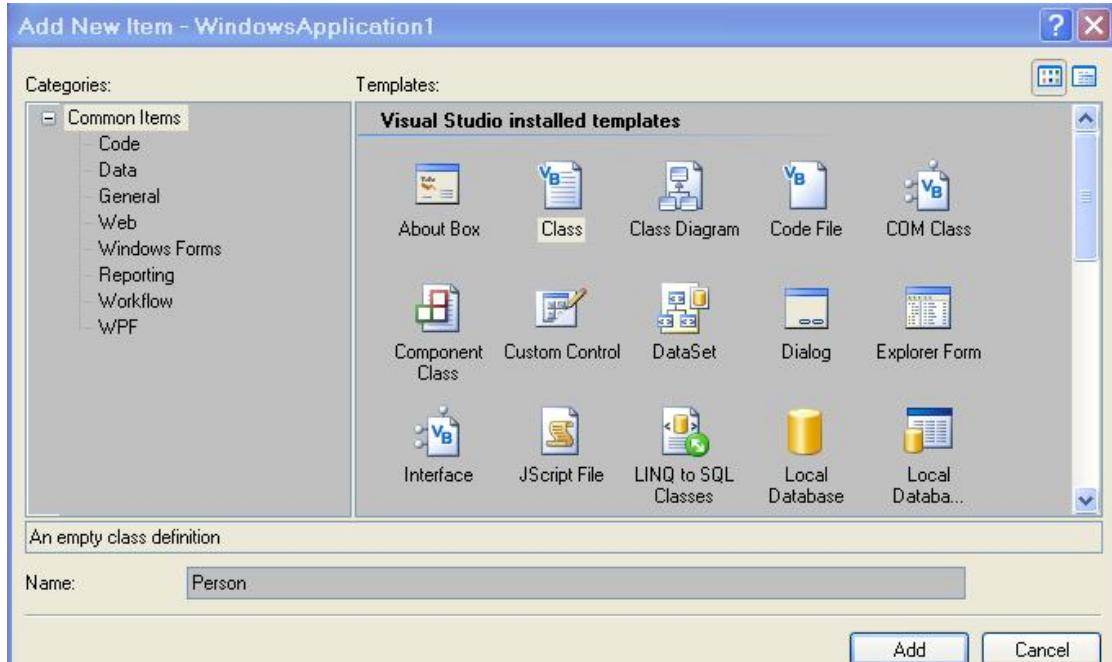 Add New Item - WindowsApplication1
Categories:
Templates:
Common Items
Code
Data
General
Web
Windows Forms
Reporting
Workflow
WPF
Visual Studio installed templates
About Box
Class
Class Diagram
Code File
COM Class
Component
Class
Custom Control
DataSet
Dialog
Explorer Form
Interface
JScript File
LINQ to SQL
Classes
Local
Database
Local
Databa...
An empty class definition
Name:
Person
Add
Cancel